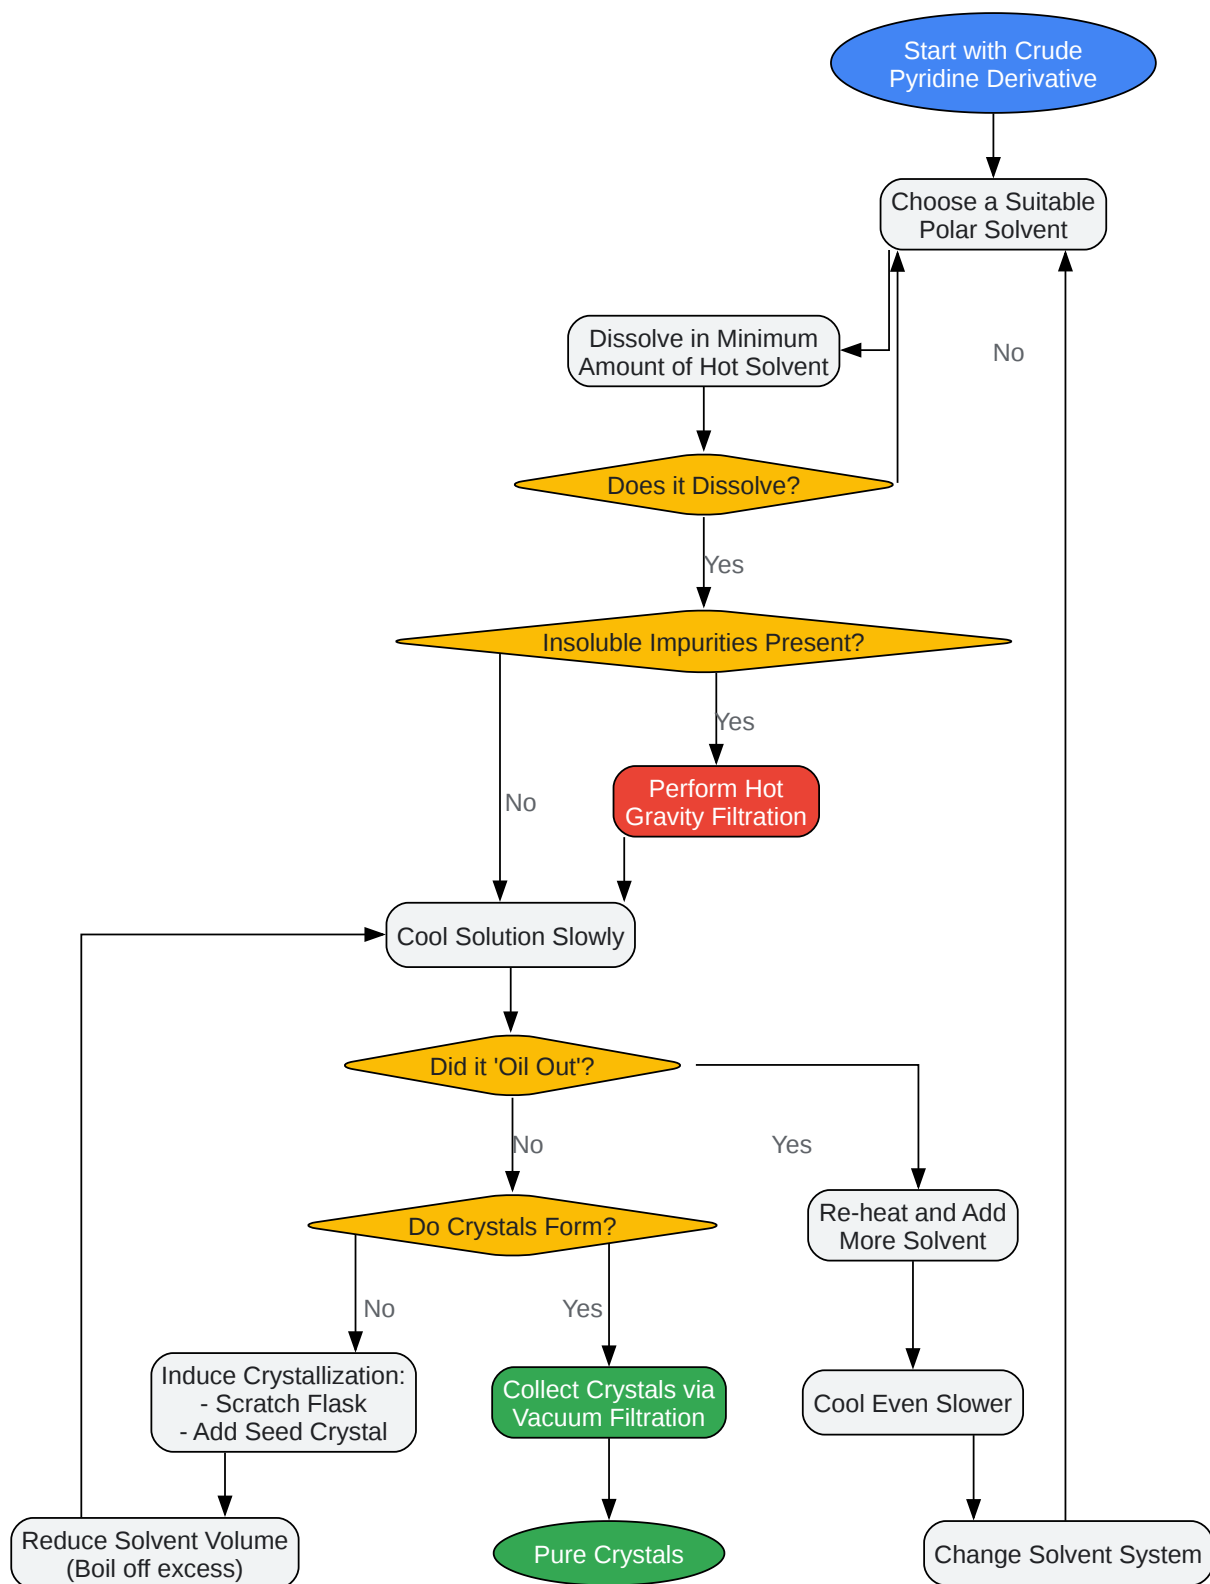 Start with Crude
Pyridine Derivative
Choose a Suitable
Polar Solvent
Dissolve in Minimum
Amount of Hot Solvent
No
Does it Dissolve?
Yes
Insoluble Impurities Present?
Yes
No
Perform Hot
Gravity Filtration
Cool Solution Slowly
Did it 'Oil Out'?
No
Yes
Do Crystals Form?
Re-heat and Add
More Solvent
No
Yes
Induce Crystallization:
- Scratch Flask
- Add Seed Crystal
Collect Crystals via
Vacuum Filtration
Cool Even Slower
Reduce Solvent Volume
(Boil off excess)
Pure Crystals
Change Solvent System